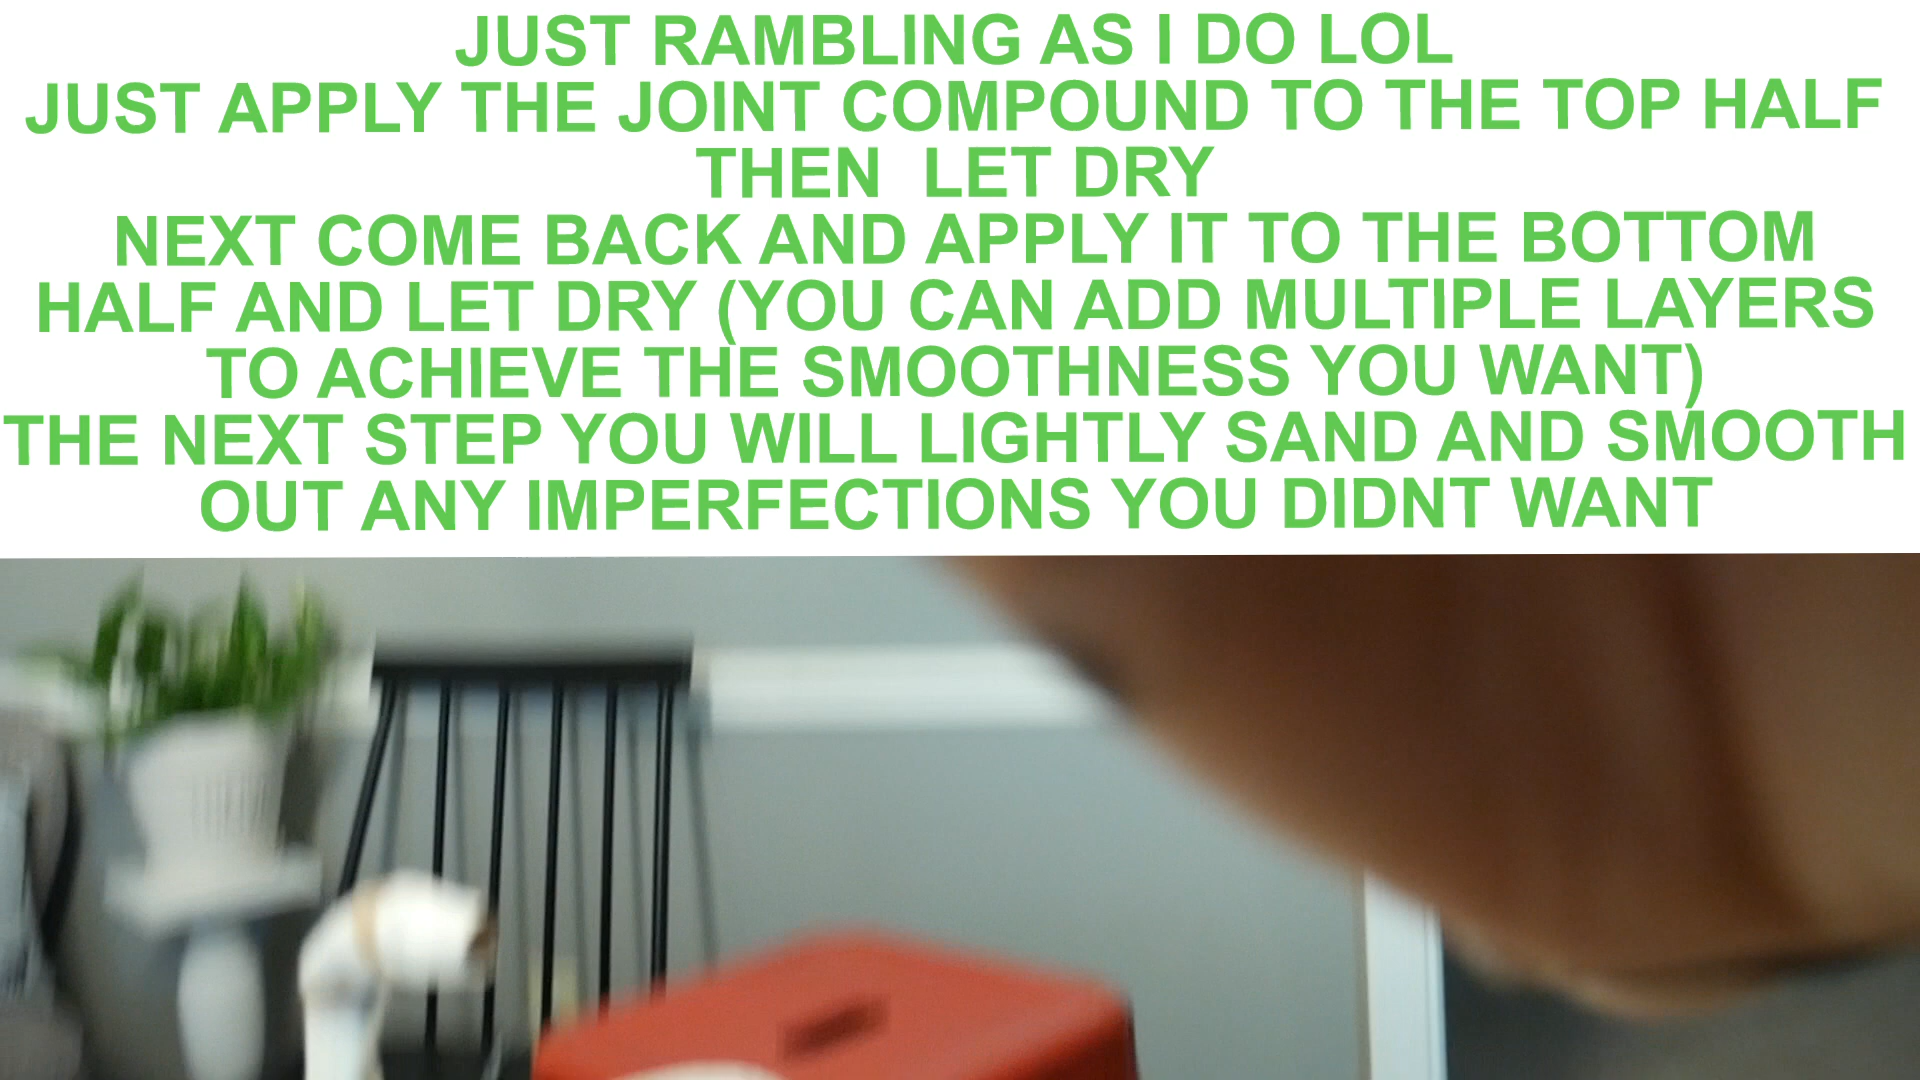 JUST RAMBLING AS I DO LOL
JUST APPLY THE JOINT COMPOUND TO THE TOP HALF
THEN  LET DRY
NEXT COME BACK AND APPLY IT TO THE BOTTOM
HALF AND LET DRY (YOU CAN ADD MULTIPLE LAYERS
TO ACHIEVE THE SMOOTHNESS YOU WANT)
THE NEXT STEP YOU WILL LIGHTLY SAND AND SMOOTH
OUT ANY IMPERFECTIONS YOU DIDNT WANT